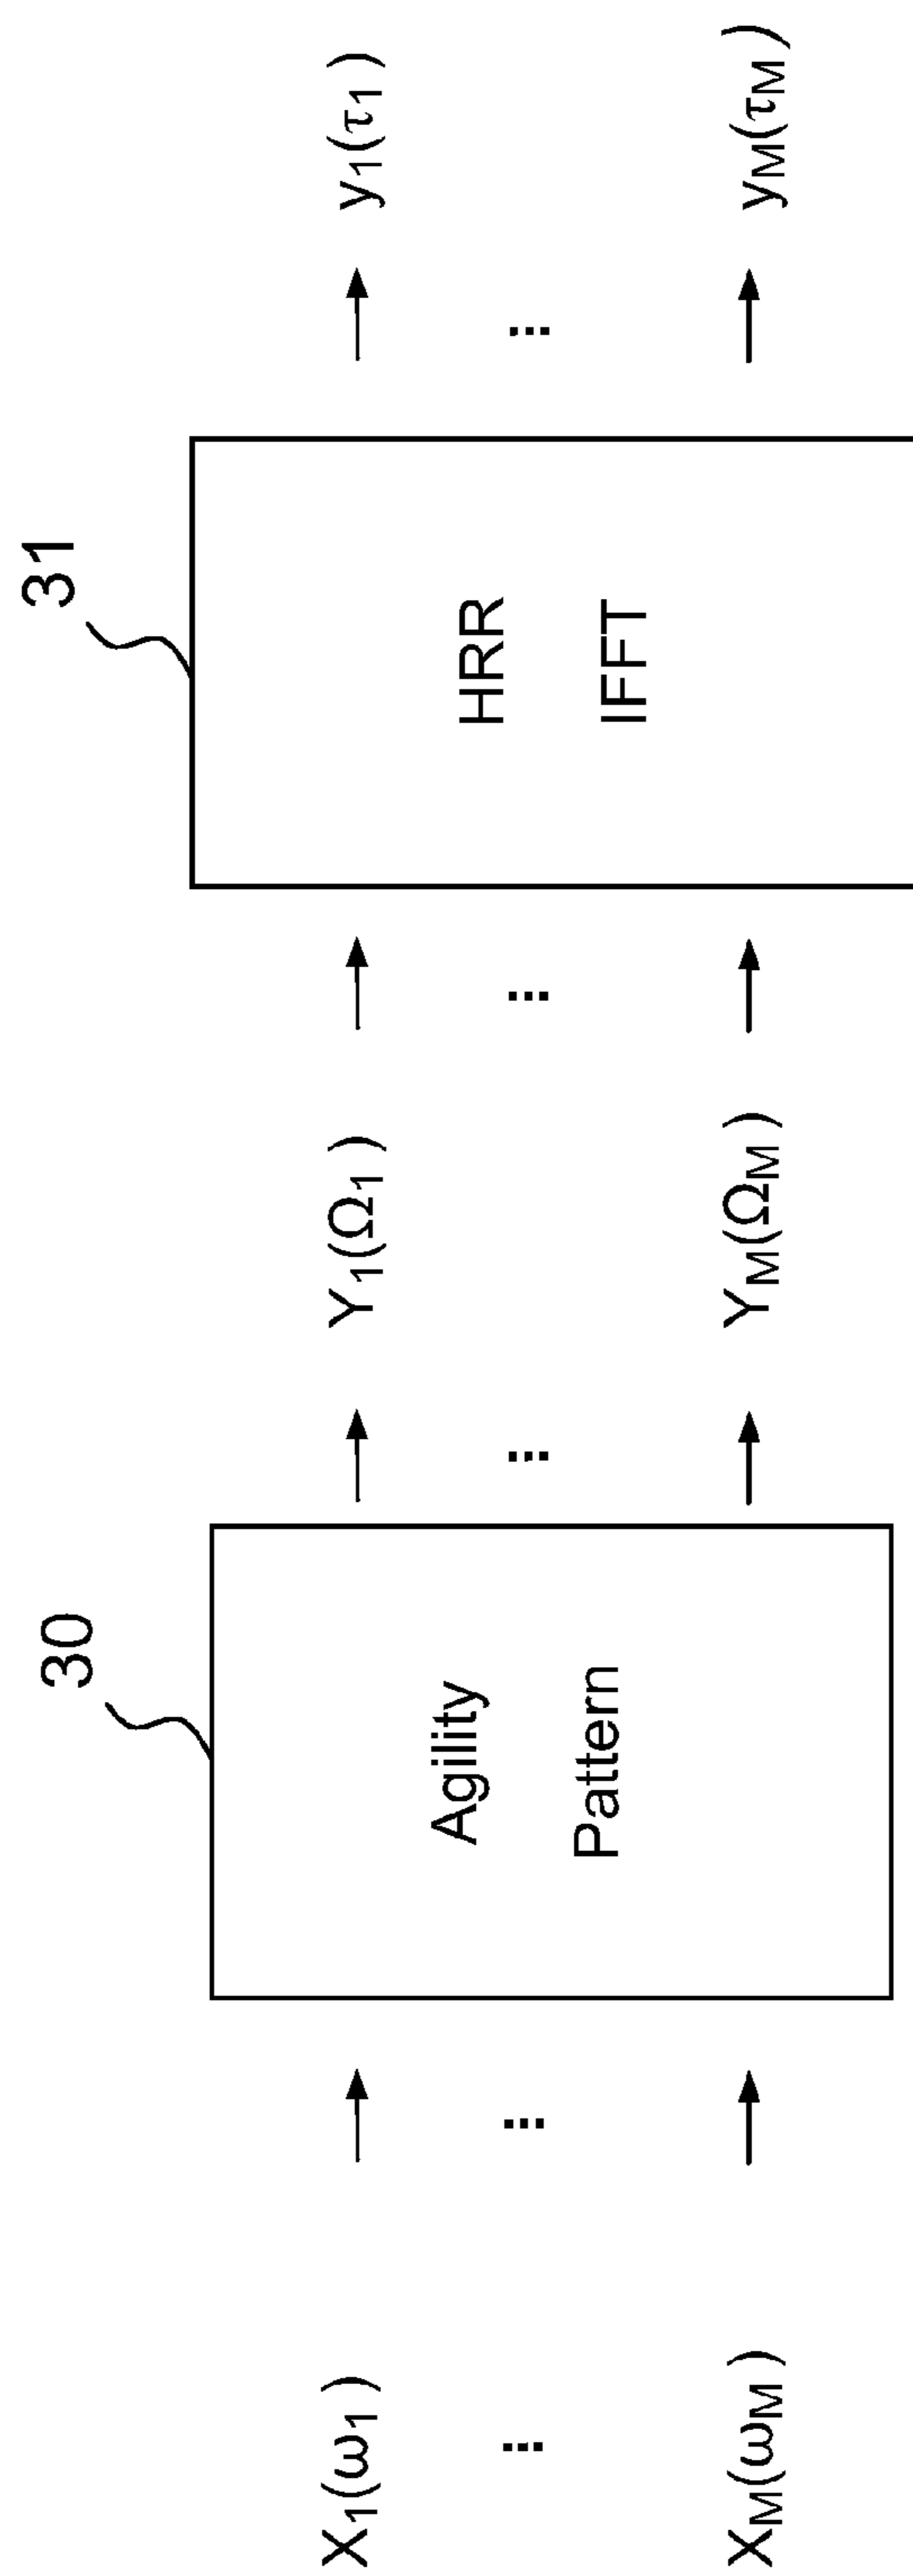 X1(ω1)
⋮
XM(ωM)
30
Agility
Pattern
Y1(Ω1)
⋮
YM(ΩM)
31
HRR
IFFT
y1(τ1)
⋮
yM(τM)